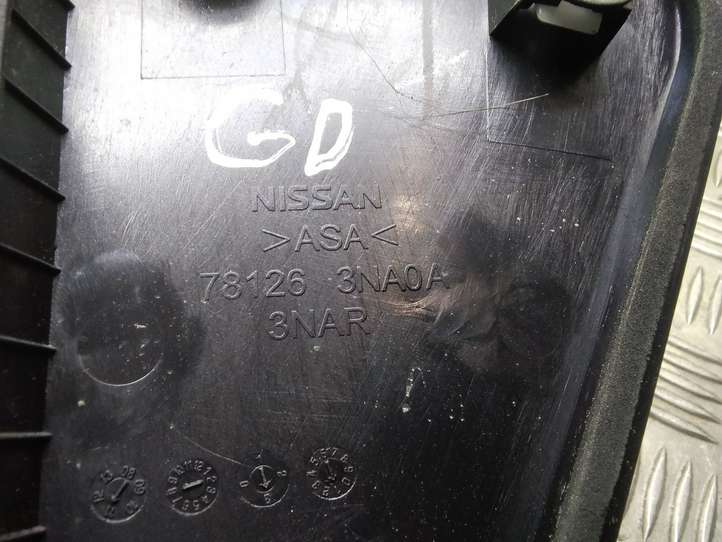 GD
NISSAN
>ASA<
78126 3NA0A
3NAR